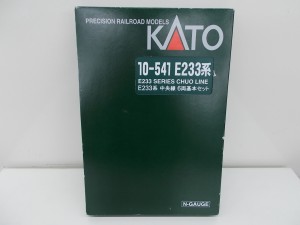 PRECISION RAILROAD MODELS
KATO
10-541 E233系
E233 SERIES CHUO LINE
E233系 中央線 6両基本セット
N-GAUGE